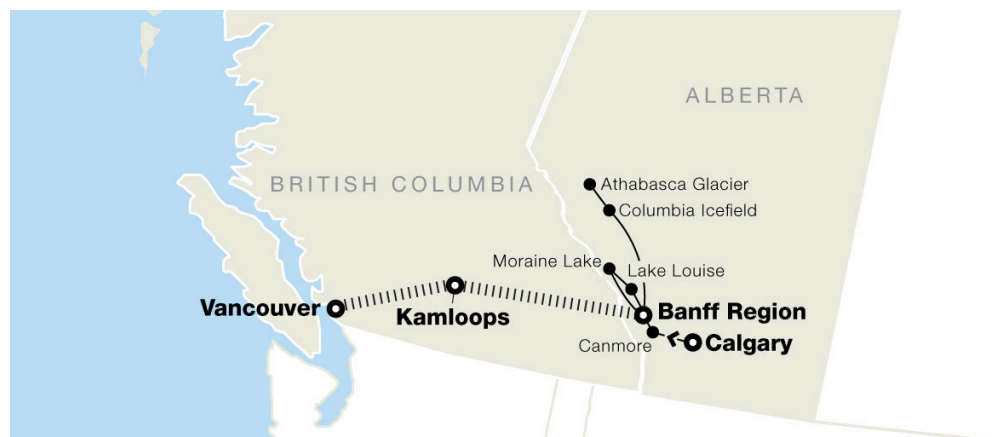 ALBERTA
BRITISH COLUMBIA
Athabasca Glacier
Columbia Icefield
Moraine Lake
Lake Louise
Vancouver
Kamloops
Banff Region
Canmore
Calgary